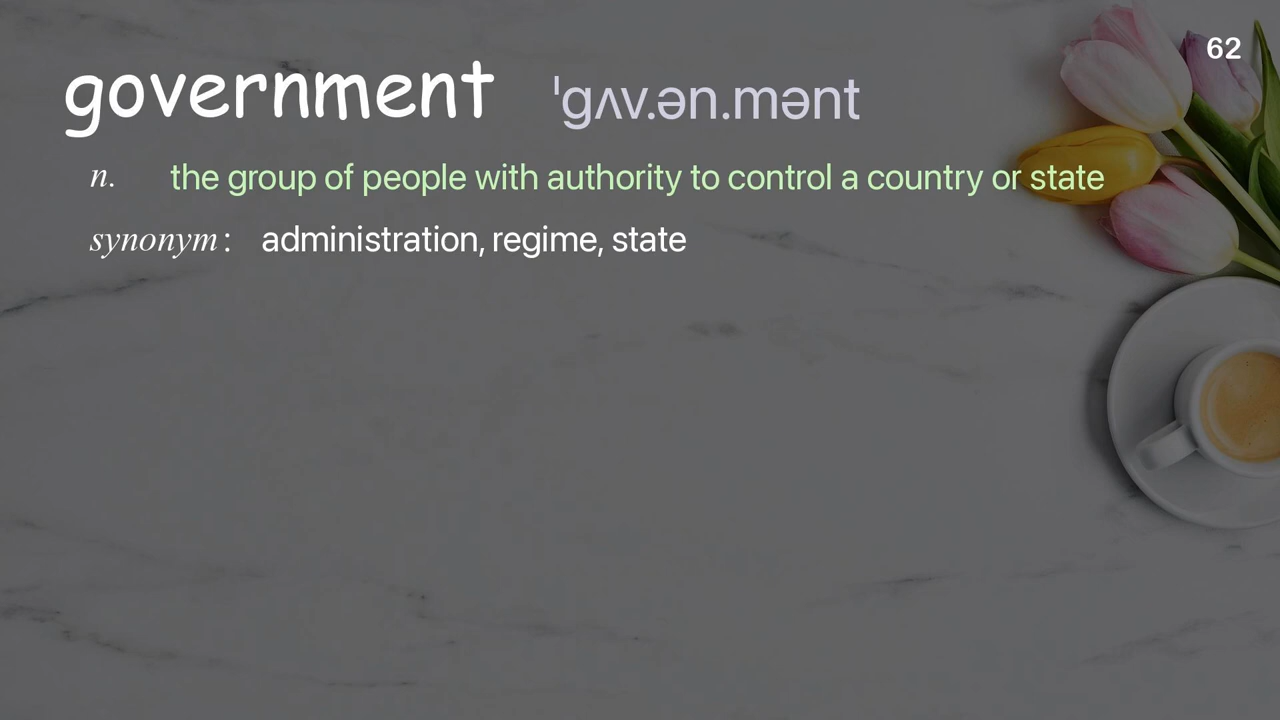 62
government ˈgʌv.ən.mənt
n. the group of people with authority to control a country or state
synonym: administration, regime, state